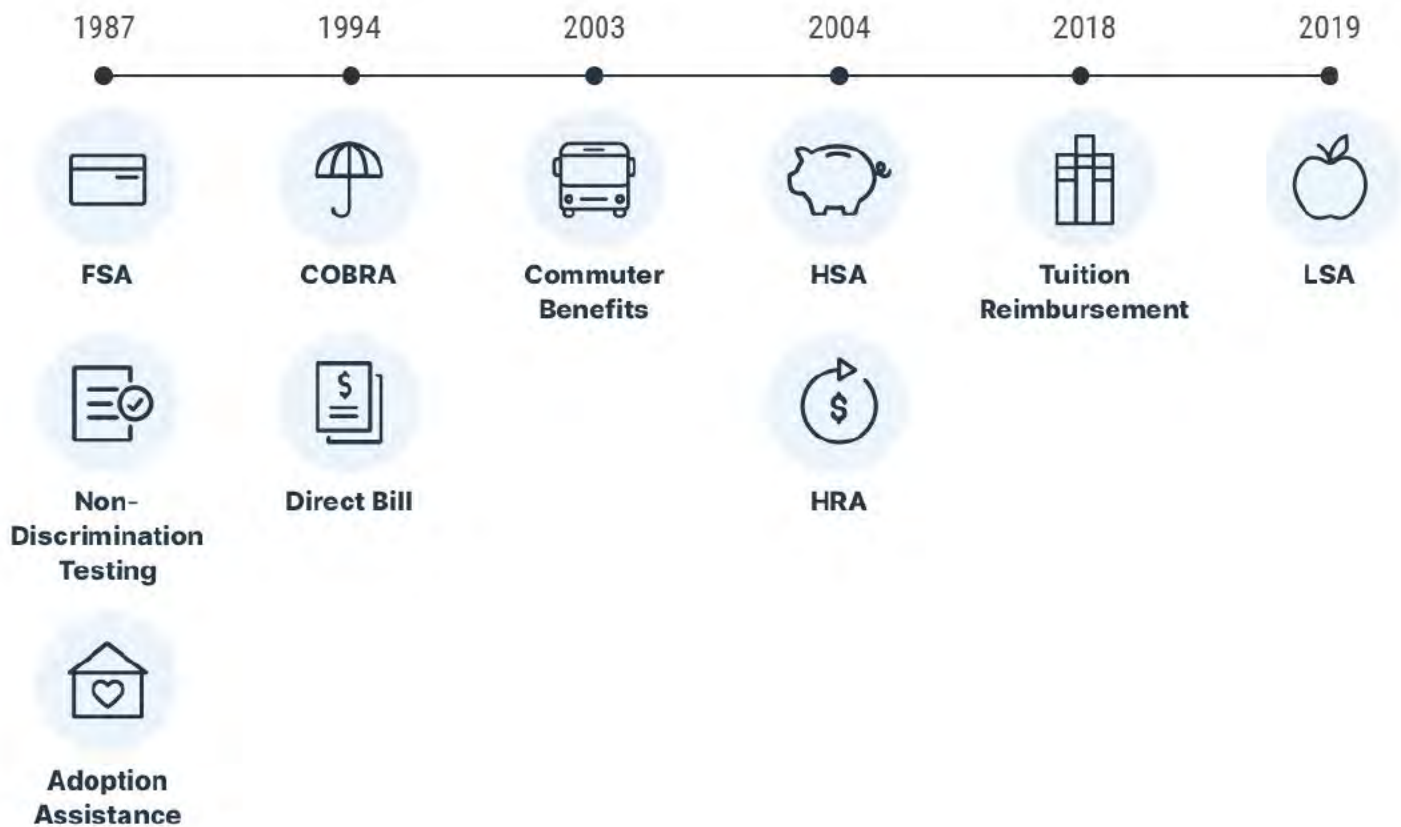 1987
1994
2003
2004
2018
2019
FSA
COBRA
Commuter
Benefits
HSA
Tuition
Reimbursement
LSA
$
$
Non-
Discrimination
Testing
Direct Bill
HRA
Adoption
Assistance